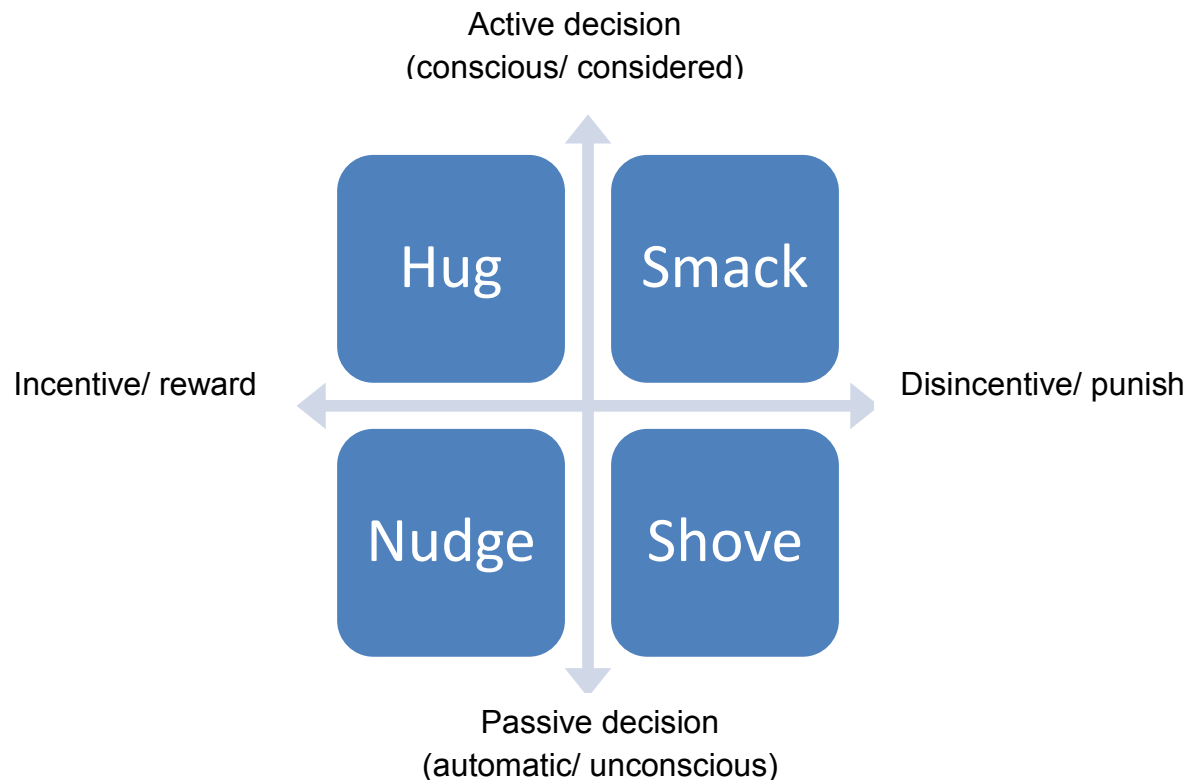 Active decision
(conscious/ considered)
Hug
Smack
Incentive/ reward
Disincentive/ punish
Nudge
Shove
Passive decision
(automatic/ unconscious)